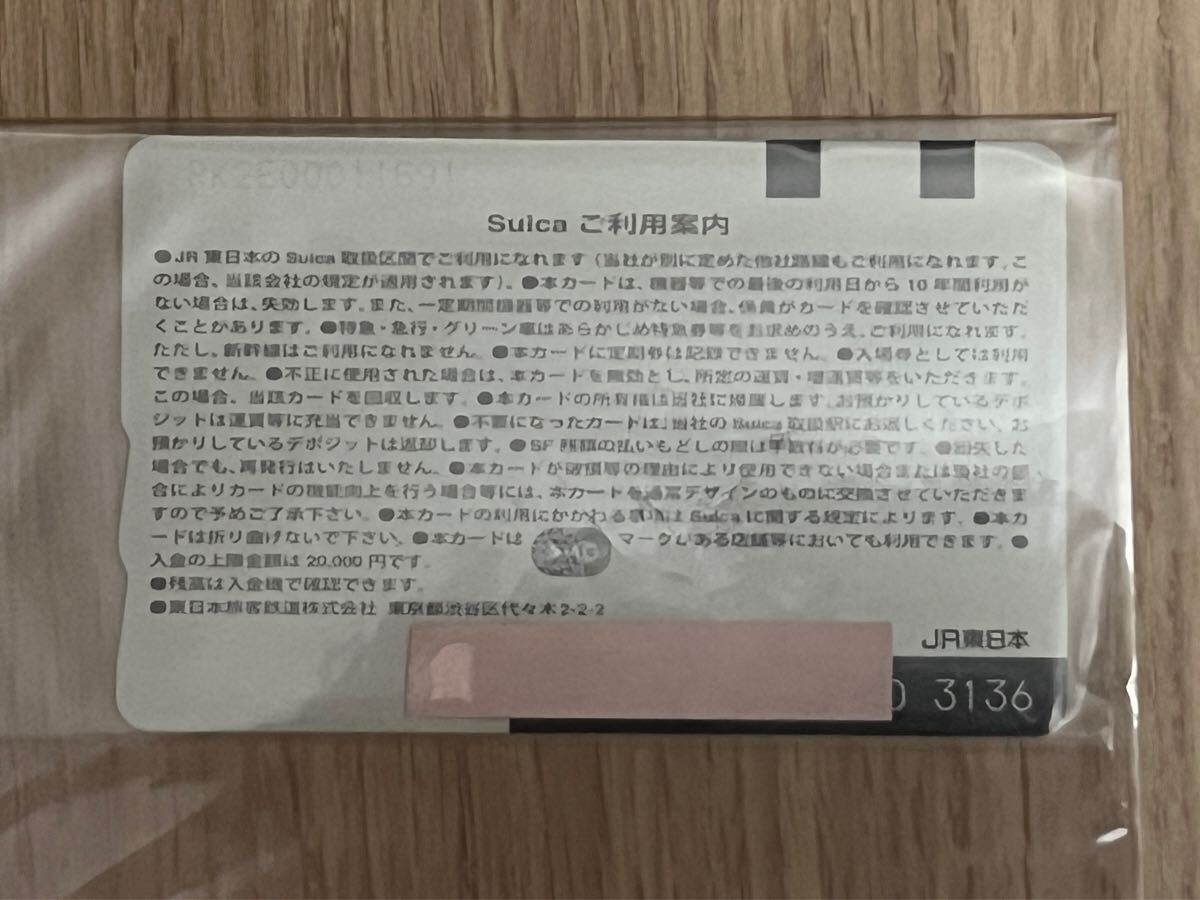 Suica ご利用案内
●JR 東日本の Suica 取扱区間でご利用になれます(当社が別に定めた他社路線もご利用になれます。こ
の場合、当該会社の規定が適用されます)。●本カードは、機器等での最後の利用日から 10 年間利用が
ない場合は、失効します。また、一定期間機器等での利用がない場合、係員がカードを確認させていただ
くことがあります。●特急・急行・グリーン車はあらかじめ特急券等をお求めのうえ、ご利用になれます。
ただし、新幹線はご利用になれません。●本カードに定期券は記録できません。●入場券としては利用
できません。●不正に使用された場合は、本カードを無効とし、所定の運賃・増運賃等をいただきます。
この場合、当該カードを回収します。●本カードの所有権は当社に帰属します。お預かりしているデポ
ジットは運賃等に充当できません。●不要になったカードは、当社の Suica 取扱駅にお返しください。お
預かりしているデポジットは返却します。●SF 残額の払いもどしの際は手数料が必要です。●紛失した
場合でも、再発行はいたしません。●本カードが破損等の理由により使用できない場合または当社の都
合によりカードの機能向上を行う場合等には、本カードを通常デザインのものに交換させていただきま
すので予めご了承下さい。●本カードの利用にかかわる事項は Suica に関する規定によります。●本カ
ードは折り曲げないで下さい。●本カードは マークのある店舗等においても利用できます。●
入金の上限金額は 20,000 円です。
●残高は入金機で確認できます。
●東日本旅客鉄道株式会社 東京都渋谷区代々木2-2-2
JR東日本
3136